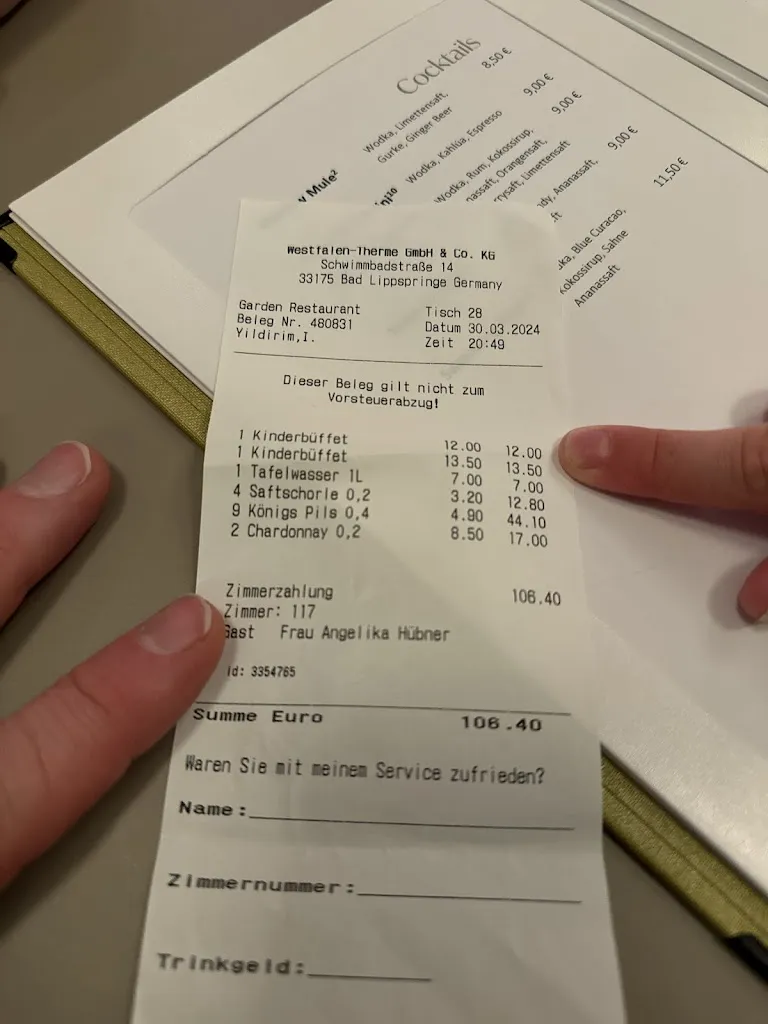 Cocktails
8,50 €
Wodka, Limettensaft,
Gurke, Ginger Beer
Mule²
9,00 €
Wodka, Kahlúa, Espresso
9,00 €
Wodka, Rum, Kokossirup,
Orangensaft,
Limettensaft
9,00 €
Ananassaft,
11,50 €
Blue Curacao,
Kokossirup, Sahne
Ananassaft
Westfalen-Therme GmbH & Co. KG
Schwimmbadstraße 14
33175 Bad Lippspringe Germany
Garden Restaurant Tisch 28
Beleg Nr. 480831 Datum 30.03.2024
Yildirim,I. Zeit 20:49
Dieser Beleg gilt nicht zum
Vorsteuerabzug!
1 Kinderbüffet 12.00 12.00
1 Kinderbüffet 13.50 13.50
1 Tafelwasser 1L 7.00 7.00
4 Saftschorle 0,2 3.20 12.80
9 Königs Pils 0,4 4.90 44.10
2 Chardonnay 0,2 8.50 17.00
Zimmerzahlung 106.40
Zimmer: 117
Gast Frau Angelika Hübner
Id: 3354765
Summe Euro 106.40
Waren Sie mit meinem Service zufrieden?
Name:
Zimmernummer:
Trinkgeld: